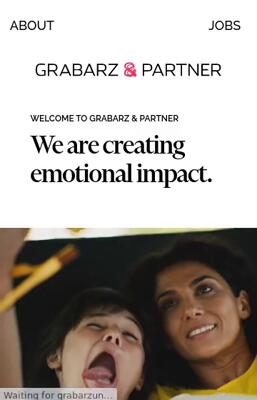 ABOUT
JOBS
GRABARZ & PARTNER
WELCOME TO GRABARZ & PARTNER
We are creating
emotional impact.
Waiting for grabarzun...